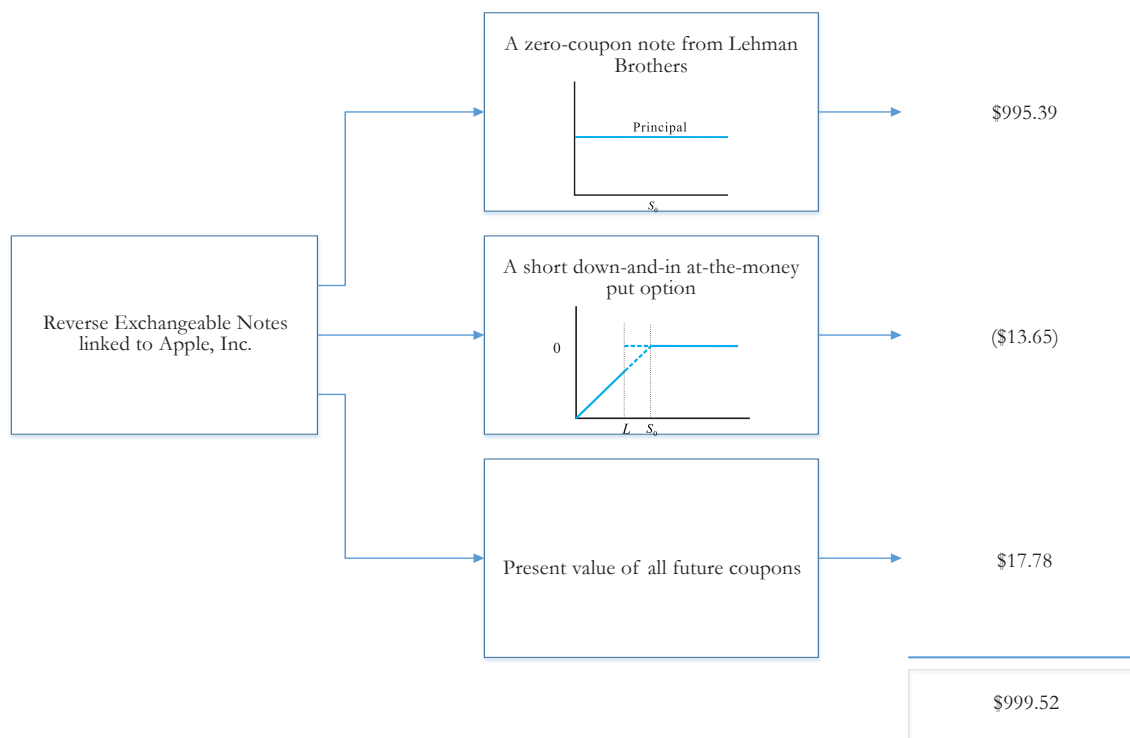 A zero-coupon note from Lehman
Brothers
Principal
S₀
$995.39
Reverse Exchangeable Notes
linked to Apple, Inc.
A short down-and-in at-the-money
put option
0
L S₀
($13.65)
Present value of all future coupons
$17.78
$999.52